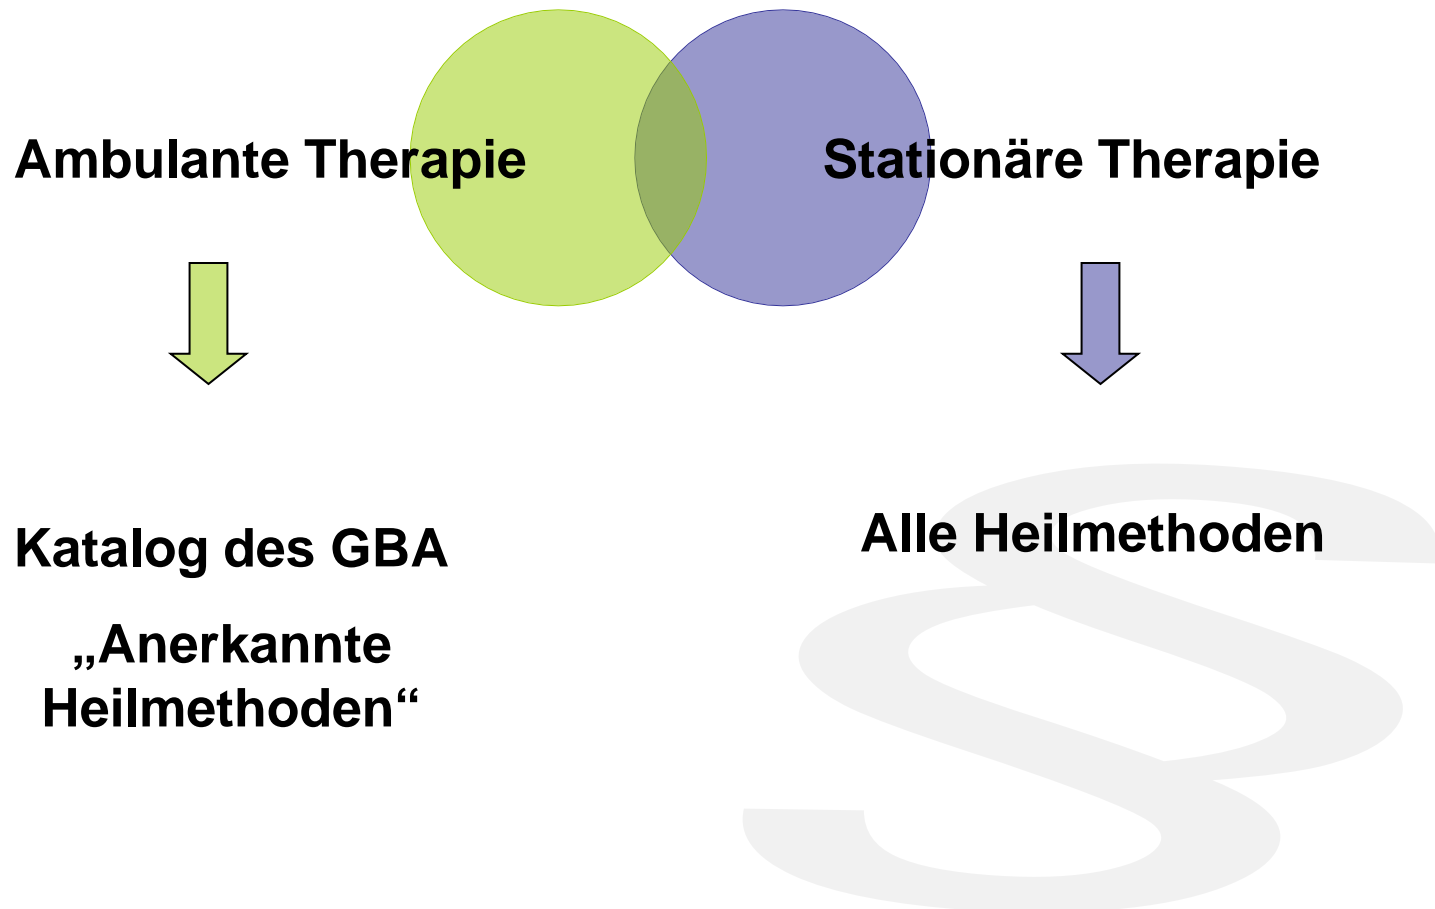 Ambulante Therapie
Stationäre Therapie
Katalog des GBA
Alle Heilmethoden
„Anerkannte
Heilmethoden“
§